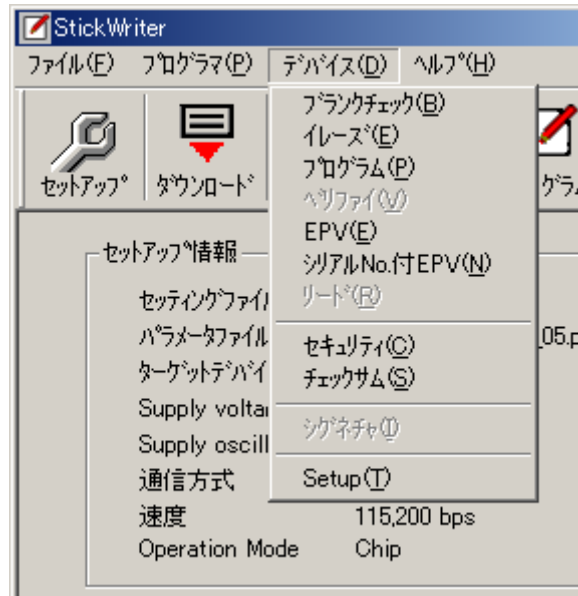 StickWriter
ﾌｧｲﾙ(F) ﾌﾟﾛｸﾞﾗﾏ(P) ﾃﾞﾊﾞｲｽ(D) ﾍﾙﾌﾟ(H)
ﾌﾞﾗﾝｸﾁｪｯｸ(B)
ｲﾚｰｽﾞ(E)
ﾌﾟﾛｸﾞﾗﾑ(P)
ﾍﾞﾘﾌｧｲ(V)
EPV(E)
ｼﾘｱﾙNo.付EPV(N)
ﾘｰﾄﾞ(R)
ｾｷｭﾘﾃｨ(C)
ﾁｪｯｸｻﾑ(S)
ｼｸﾞﾈﾁｬ(I)
Setup(T)
ｾｯﾄｱｯﾌﾟ ﾀﾞｳﾝﾛｰﾄﾞ ｸﾞﾗﾑ
ｾｯﾄｱｯﾌﾟ情報
ｾｯﾃｨﾝｸﾞﾌｧｲﾙ
ﾊﾟﾗﾒｰﾀﾌｧｲﾙ _05.p
ﾀｰｹﾞｯﾄﾃﾞﾊﾞｲ
Supply voltag
Supply oscill
通信方式
速度 115,200 bps
Operation Mode Chip